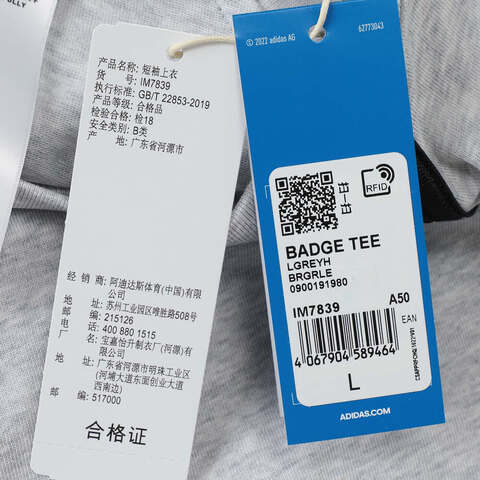 ULLY
产品名称: 短袖上衣
货 号: IM7839
执行标准: GB/T 22853-2019
产品等级: 合格品
检验合格: 检18
安全类别: B类
产 地: 广东省河源市
经 销 商: 阿迪达斯体育(中国)有限
公司
地 址: 苏州工业园区唯胜路508号
邮 编: 215126
电 话: 400 880 1515
厂 名: 宝嘉怡升制衣厂(河源)有
限公司
地 址: 广东省河源市明珠工业区
(河埔大道东面创业大道
西南边)
邮 编: 517000
合格证
© 2022 adidas AG
62773043
RFID
BADGE TEE
LGREYH
BRGRLE
0900191980
IM7839 A50
EAN
4 067904 589464
L
ADIDAS.COM